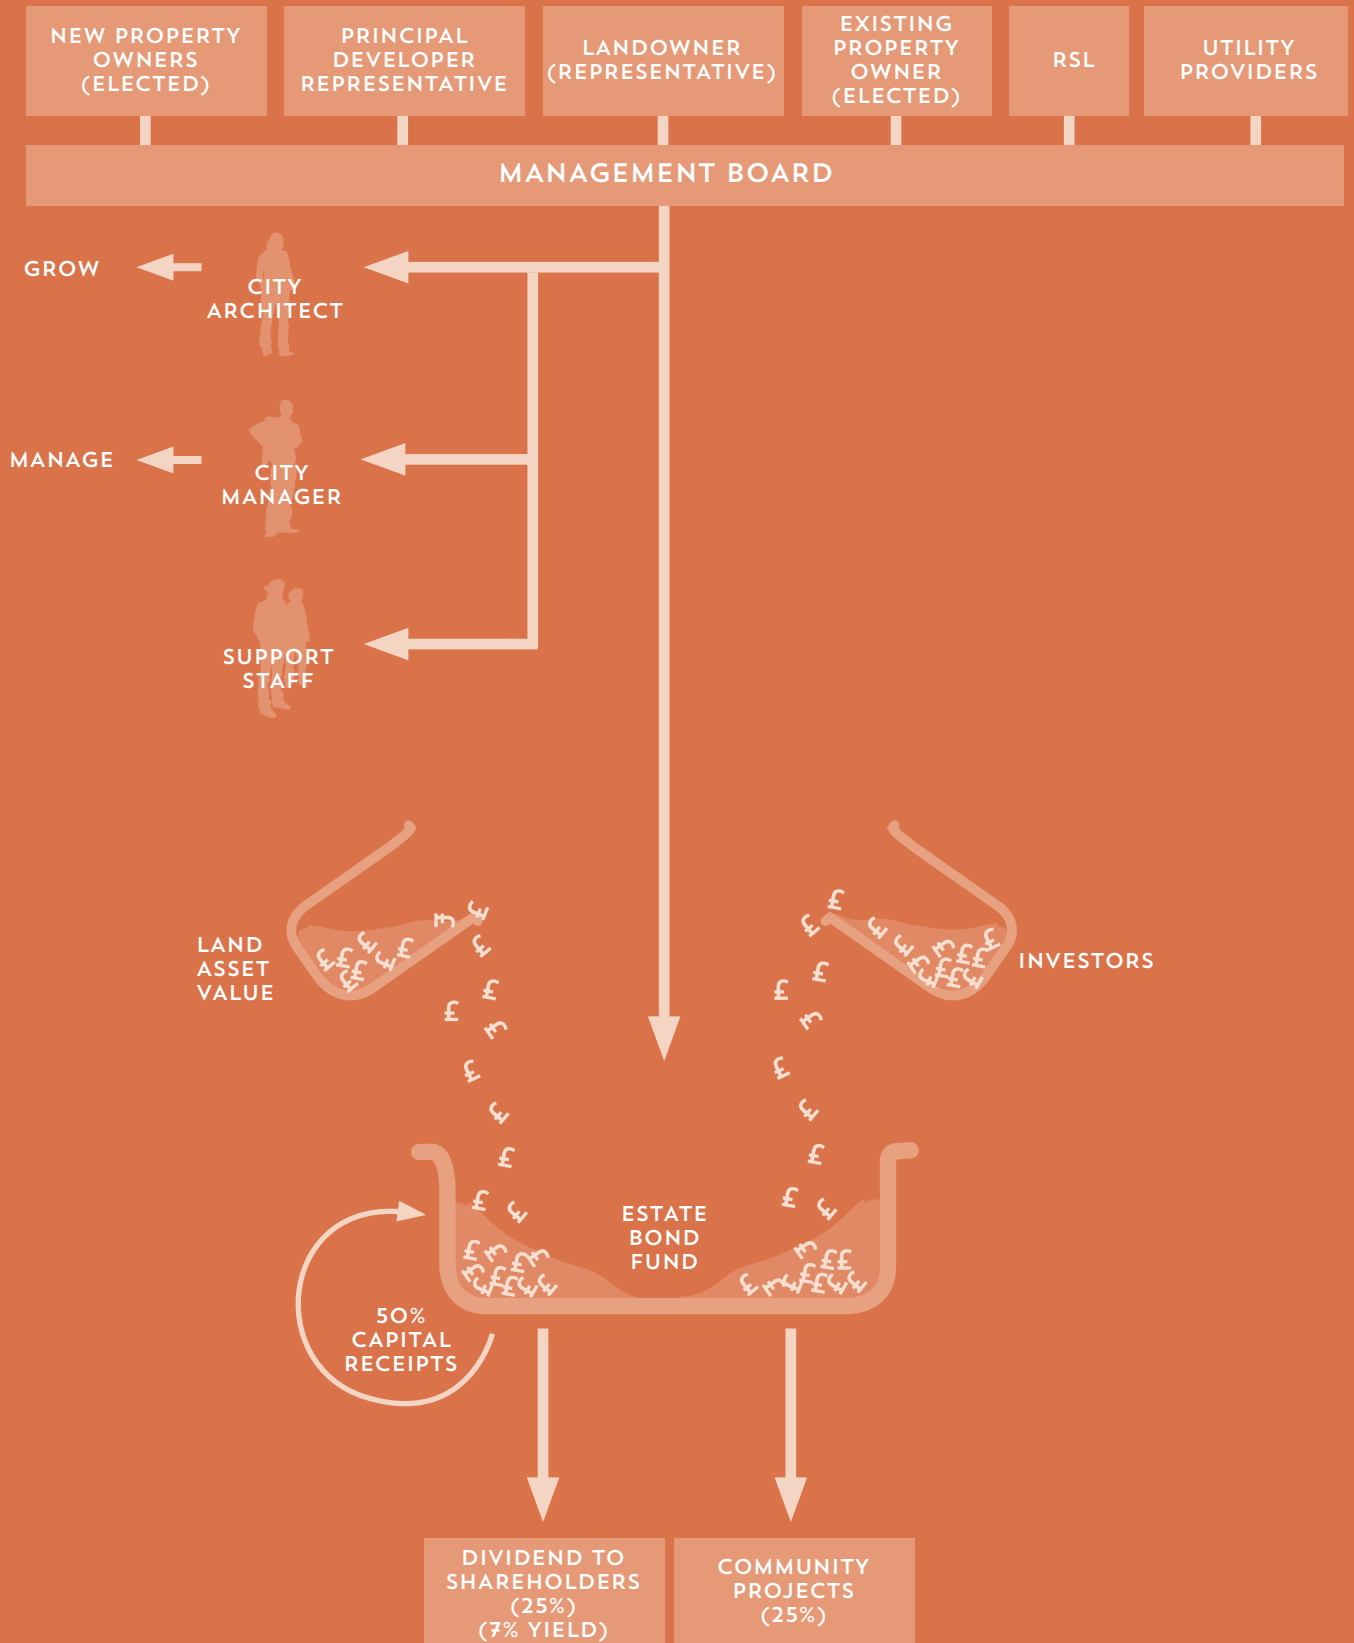 NEW PROPERTY
OWNERS
(ELECTED)
PRINCIPAL
DEVELOPER
REPRESENTATIVE
LANDOWNER
(REPRESENTATIVE)
EXISTING
PROPERTY
OWNER
(ELECTED)
RSL
UTILITY
PROVIDERS
MANAGEMENT BOARD
GROW
CITY
ARCHITECT
MANAGE
CITY
MANAGER
SUPPORT
STAFF
LAND
ASSET
VALUE
INVESTORS
ESTATE
BOND
FUND
50%
CAPITAL
RECEIPTS
DIVIDEND TO
SHAREHOLDERS
(25%)
(7% YIELD)
COMMUNITY
PROJECTS
(25%)